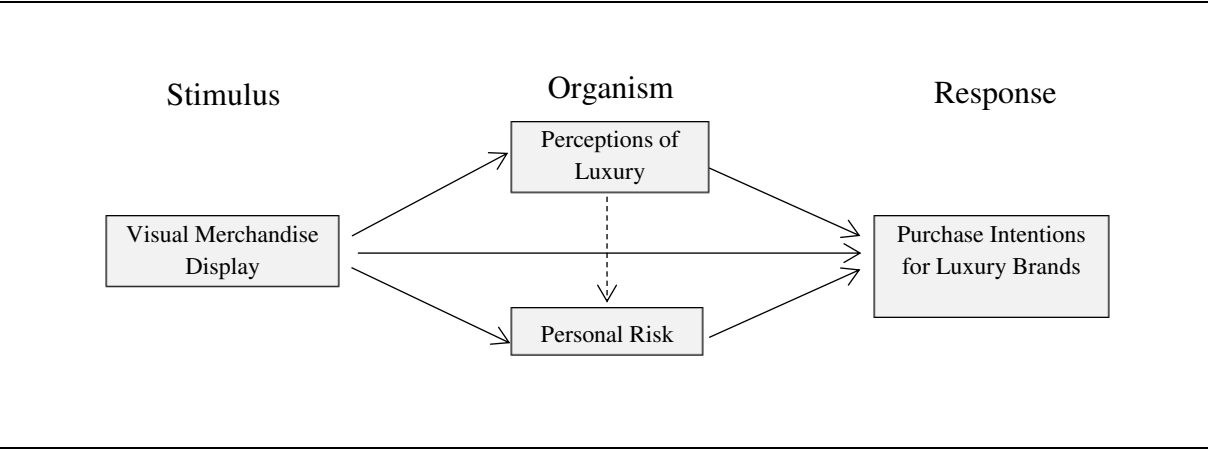 Stimulus
Organism
Response
Perceptions of
Luxury
Visual Merchandise
Display
Purchase Intentions
for Luxury Brands
Personal Risk